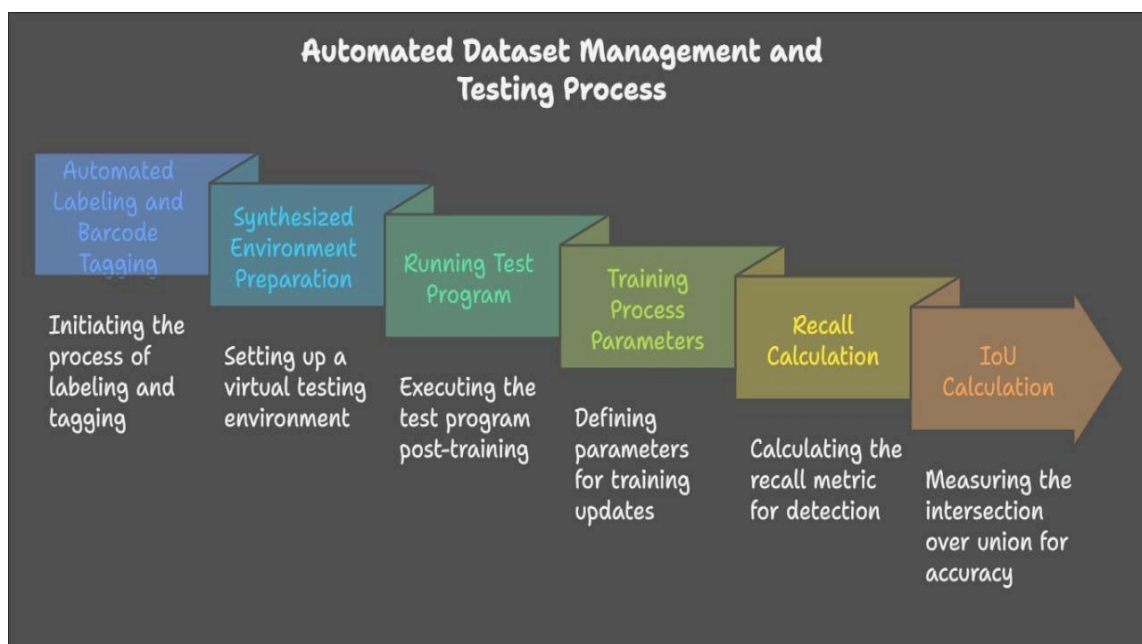 Automated Dataset Management and
Testing Process
Automated
Labeling and
Barcode
Tagging
Initiating the
process of
labeling and
tagging
Synthesized
Environment
Preparation
Setting up a
virtual testing
environment
Running Test
Program
Executing the
test program
post-training
Training
Process
Parameters
Defining
parameters
for training
updates
Recall
Calculation
Calculating the
recall metric
for detection
IoU
Calculation
Measuring the
intersection
over union for
accuracy